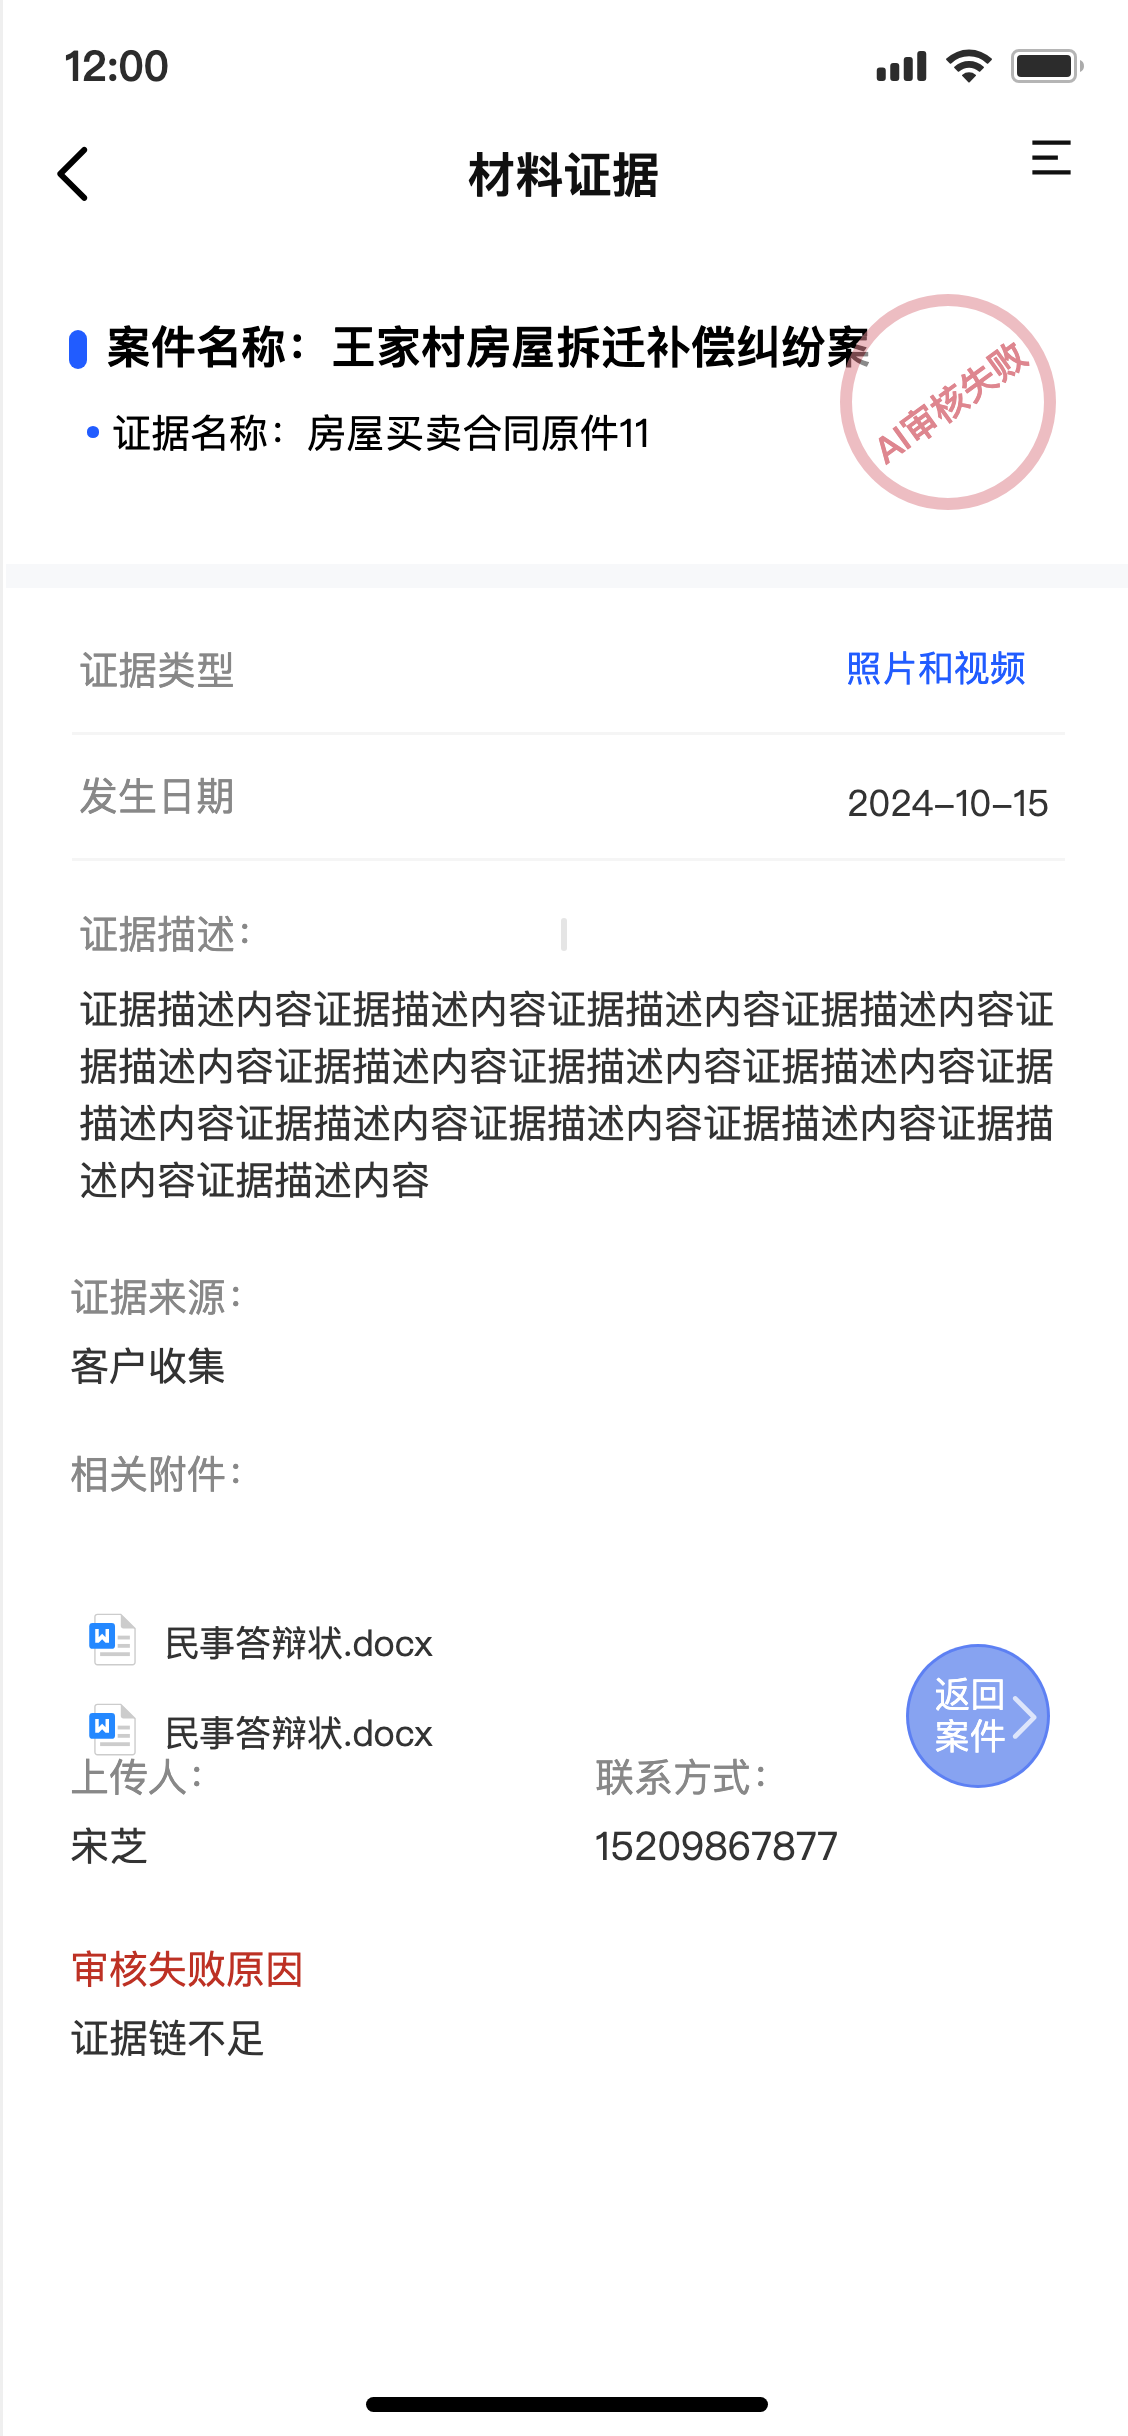 12:00
材料证据
案件名称：王家村房屋拆迁补偿纠纷案
AI审核失败
证据名称：房屋买卖合同原件11
证据类型
照片和视频
发生日期
2024-10-15
证据描述：
证据描述内容证据描述内容证据描述内容证据描述内容证
据描述内容证据描述内容证据描述内容证据描述内容证据
描述内容证据描述内容证据描述内容证据描述内容证据描
述内容证据描述内容
证据来源：
客户收集
相关附件：
民事答辩状.docx
民事答辩状.docx
返回
案件
上传人：
联系方式：
宋芝
15209867877
审核失败原因
证据链不足